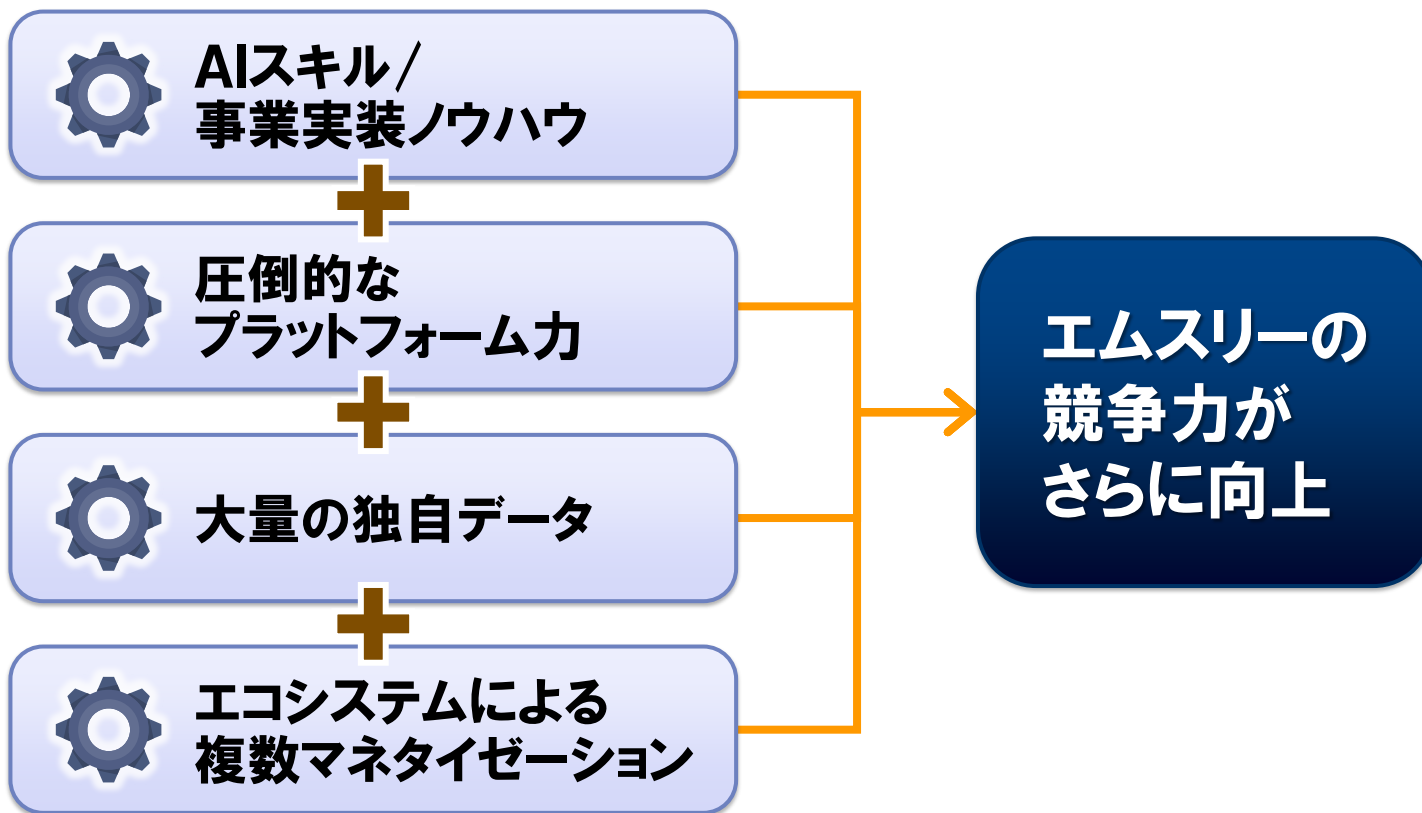 AIスキル/
事業実装ノウハウ
圧倒的な
プラットフォーム力
大量の独自データ
エコシステムによる
複数マネタイゼーション
エムスリーの
競争力が
さらに向上